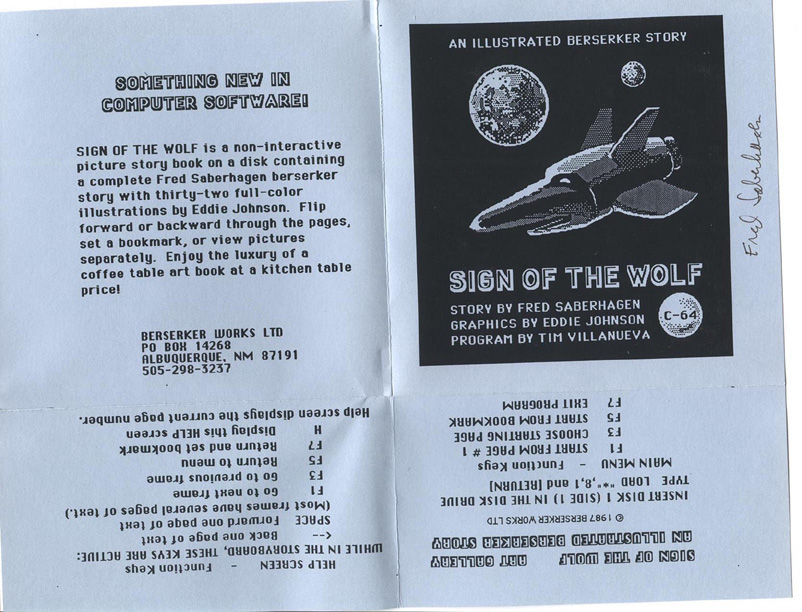 SOMETHING NEW IN
COMPUTER SOFTWARE!
SIGN OF THE WOLF is a non-interactive
picture story book on a disk containing
a complete Fred Saberhagen berserker
story with thirty-two full-color
illustrations by Eddie Johnson. Flip
forward or backward through the pages,
set a bookmark, or view pictures
separately. Enjoy the luxury of a
coffee table art book at a kitchen table
price!
BERSERKER WORKS LTD
PO BOX 14268
ALBUQUERQUE, NM 87191
505-298-3237
AN ILLUSTRATED BERSERKER STORY
SIGN OF THE WOLF
STORY BY FRED SABERHAGEN
GRAPHICS BY EDDIE JOHNSON
PROGRAM BY TIM VILLANUEVA
C-64
Fred Saberhagen
SIGN OF THE WOLF ART GALLERY
AN ILLUSTRATED BERSERKER STORY
© 1987 BERSERKER WORKS LTD
INSERT DISK 1 (SIDE 1) IN THE DISK DRIVE
TYPE LOAD "*",8,1 and [RETURN]
MAIN MENU - Function Keys
F1 START FROM PAGE # 1
F3 CHOOSE STARTING PAGE
F5 START FROM BOOKMARK
F7 EXIT PROGRAM
HELP SCREEN - Function Keys
WHILE IN THE STORYBOARD, THESE KEYS ARE ACTIVE:
<-- Back one page of text
SPACE Forward one page of text
(Most frames have several pages of text.)
F1 Go to next frame
F3 Go to previous frame
F5 Return to menu
F7 Return and set bookmark
H Display this HELP screen
Help screen displays the current page number.